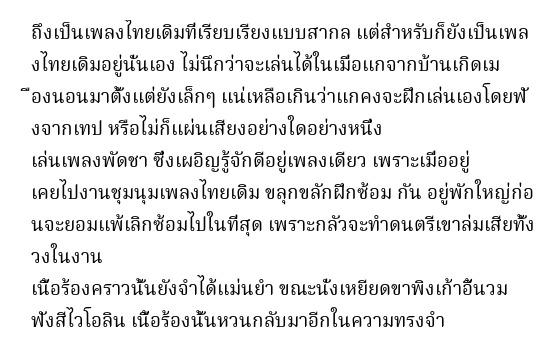 ถึงเป็นเพลงไทยเดิมที่เรียบเรียงแบบสากล แต่สำหรับก็ยังเป็นเพล
งไทยเดิมอยู่นั่นเอง ไม่นึกว่าจะเล่นได้ในเมื่อแกจากบ้านเกิดเม
ืองนอนมาตั้งแต่ยังเล็กๆ แน่เหลือเกินว่าแกคงจะฝึกเล่นเองโดยฟั
งจากเทป หรือไม่ก็แผ่นเสียงอย่างใดอย่างหนึ่ง
เล่นเพลงพัดชา ซึ่งเผอิญรู้จักดีอยู่เพลงเดียว เพราะเมื่ออยู่
เคยไปงานชุมนุมเพลงไทยเดิม ขลุกขลักฝึกซ้อม กัน อยู่พักใหญ่ก่อ
นจะยอมแพ้เลิกซ้อมไปในที่สุด เพราะกลัวจะทำดนตรีเขาล่มเสียทั้ง
วงในงาน
เนื้อร้องคราวนั้นยังจำได้แม่นยำ ขณะนั่งเหยียดขาพิงเก้าอี้นวม
ฟังสีไวโอลิน เนื้อร้องนั้นหวนกลับมาอีกในความทรงจำ